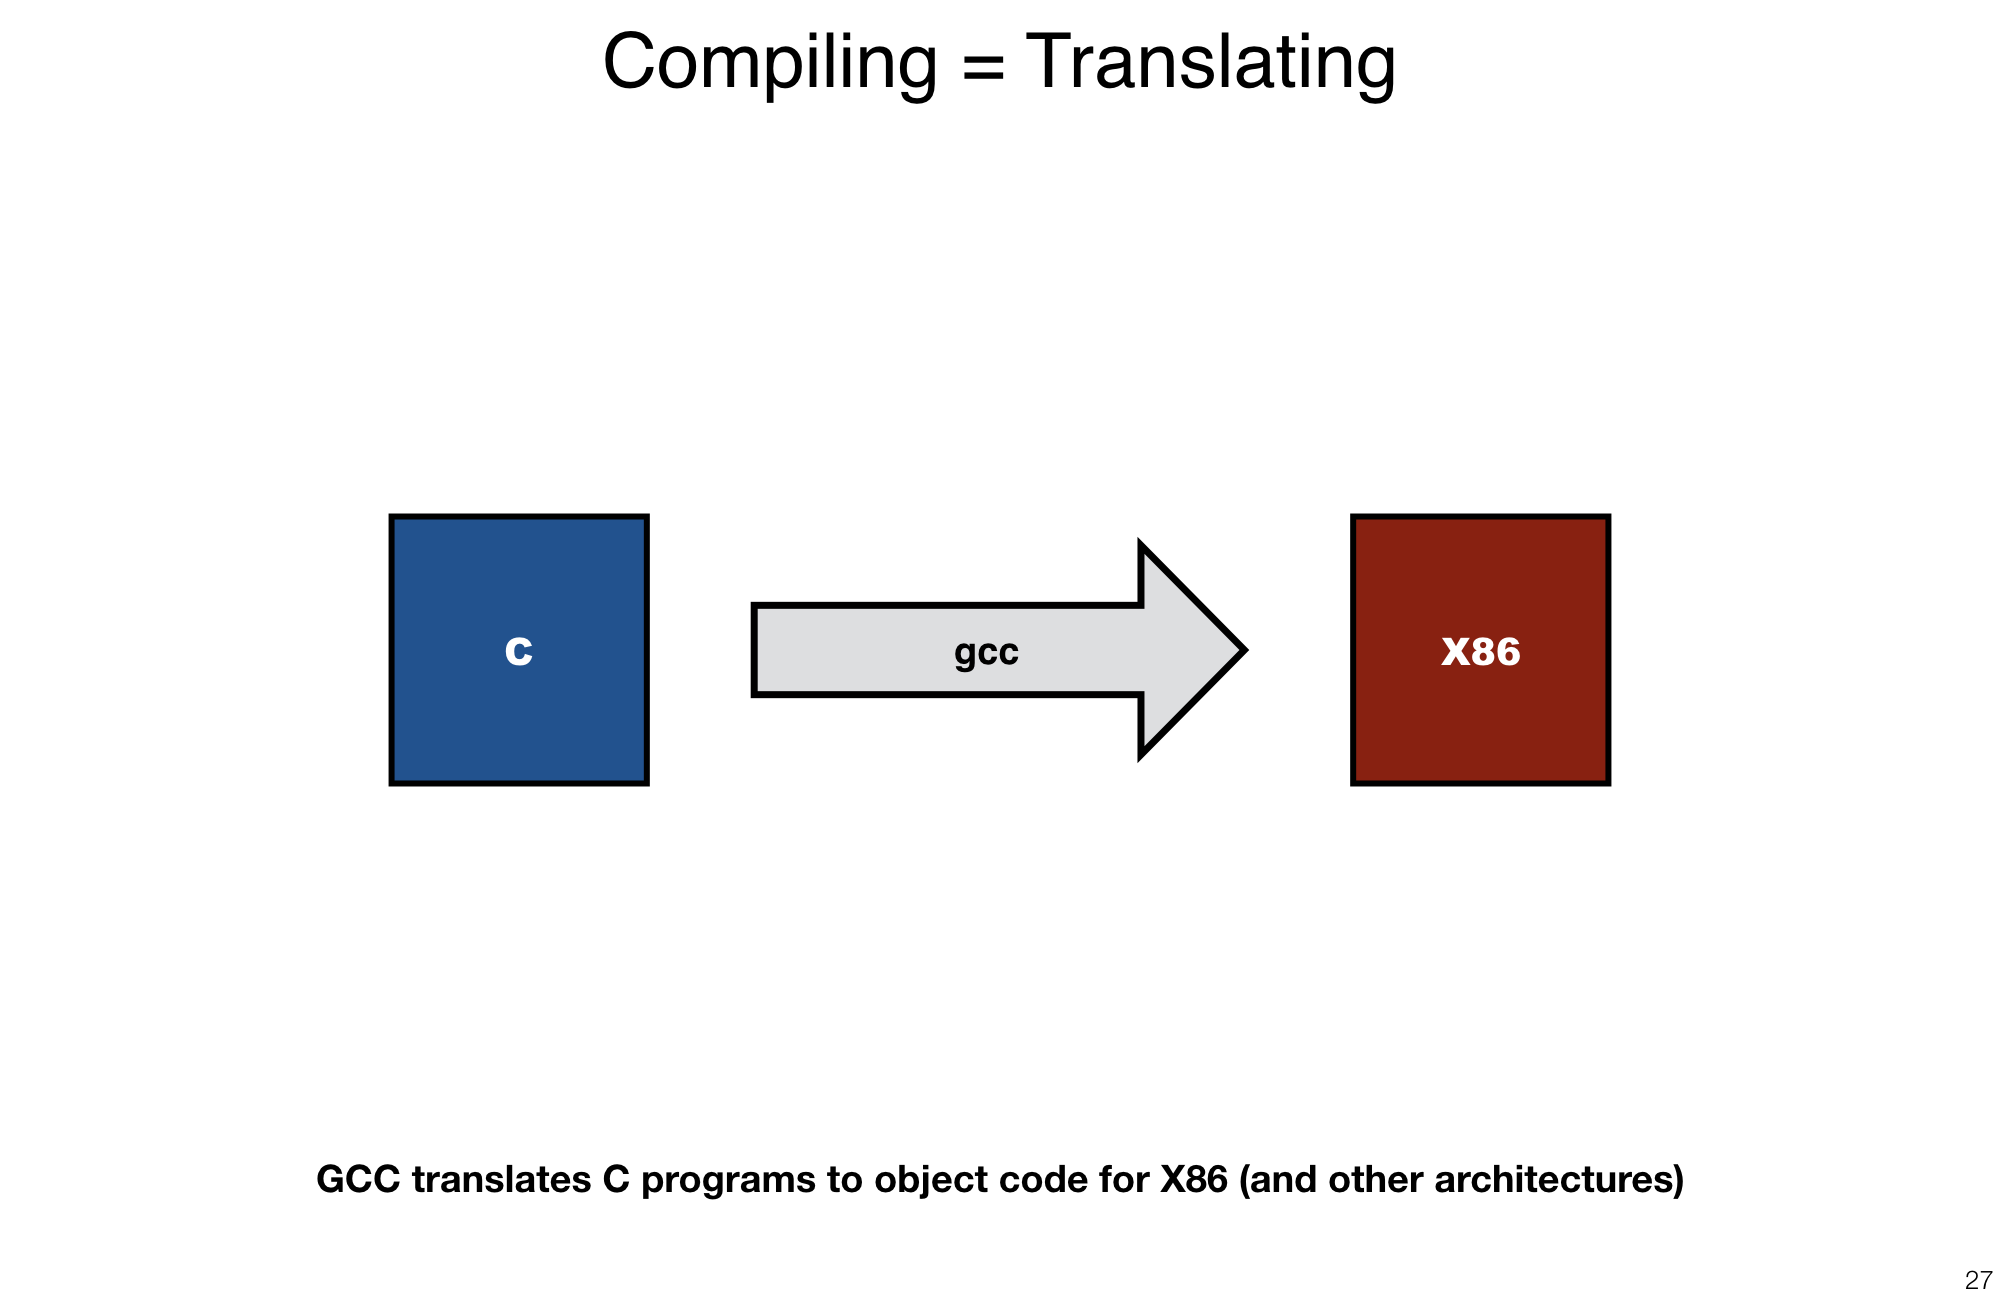 Compiling = Translating
C
gcc
X86
GCC translates C programs to object code for X86 (and other architectures)
27